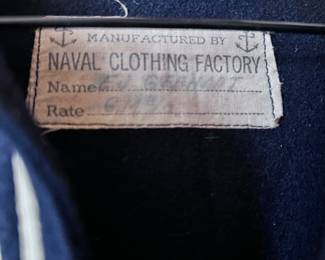 MANUFACTURED BY
NAVAL CLOTHING FACTORY
Name
Rate